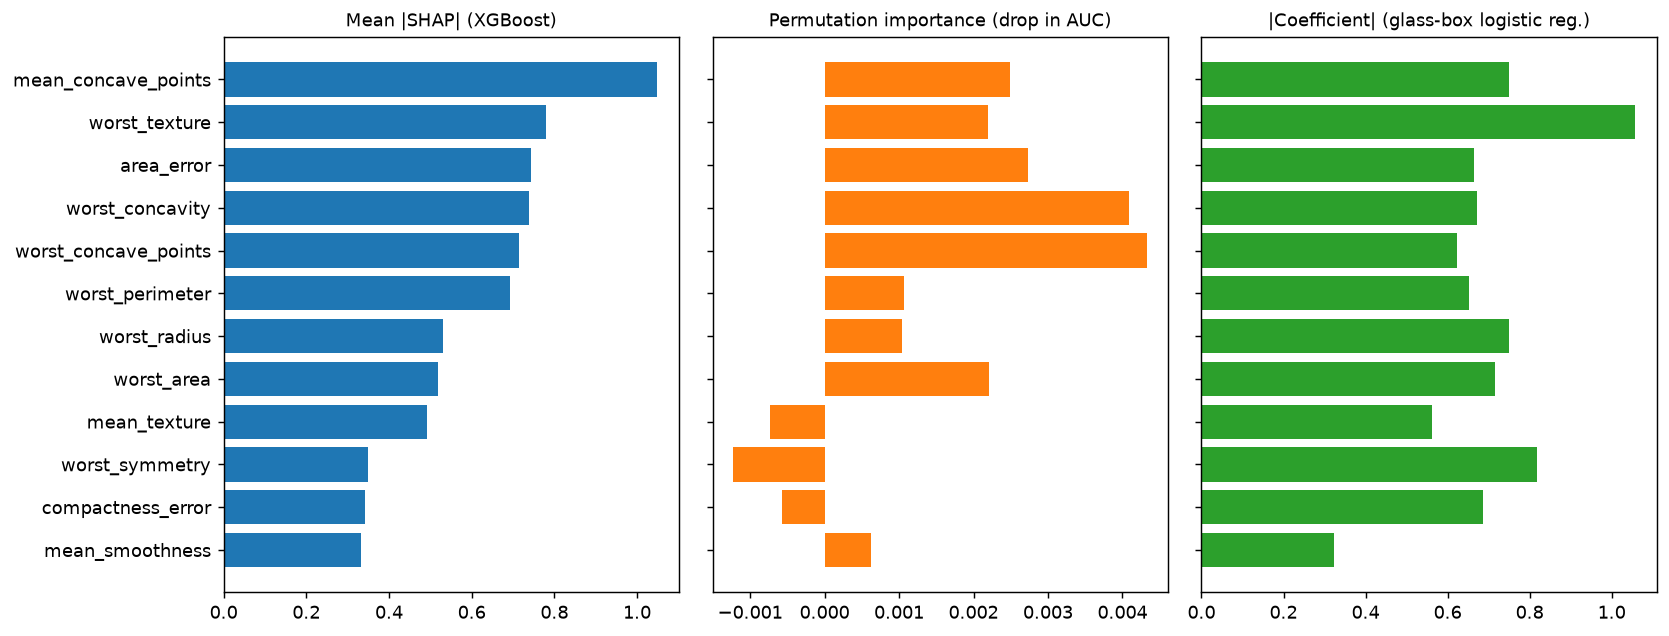 Mean |SHAP| (XGBoost)
Permutation importance (drop in AUC)
|Coefficient| (glass-box logistic reg.)
mean_concave_points
worst_texture
area_error
worst_concavity
worst_concave_points
worst_perimeter
worst_radius
worst_area
mean_texture
worst_symmetry
compactness_error
mean_smoothness
0.0 0.2 0.4 0.6 0.8 1.0
−0.001 0.000 0.001 0.002 0.003 0.004
0.0 0.2 0.4 0.6 0.8 1.0